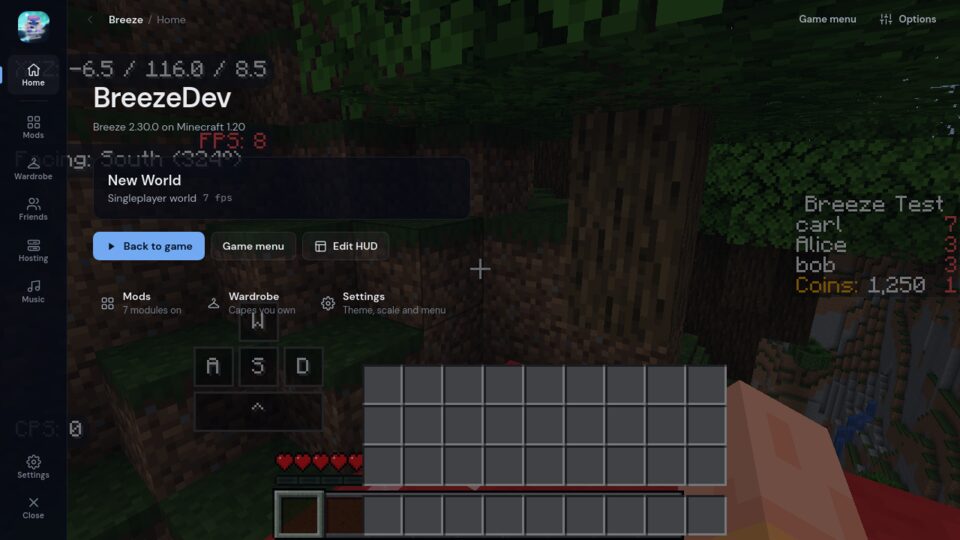 Breeze / Home
Game menu
Options
Home
XYZ: -6.5 / 116.0 / 8.5
BreezeDev
Breeze 2.30.0 on Minecraft 1.20
FPS: 8
Mods
Facing: South (324°)
Wardrobe
New World
Singleplayer world 7 fps
Friends
Breeze Test
carl 7
Alice 3
bob 3
Coins: 1,250 1
Hosting
Back to game
Game menu
Edit HUD
Music
Mods
7 modules on
Wardrobe
Capes you own
Settings
Theme, scale and menu
W
A S D
^
CPS: 0
Settings
Close